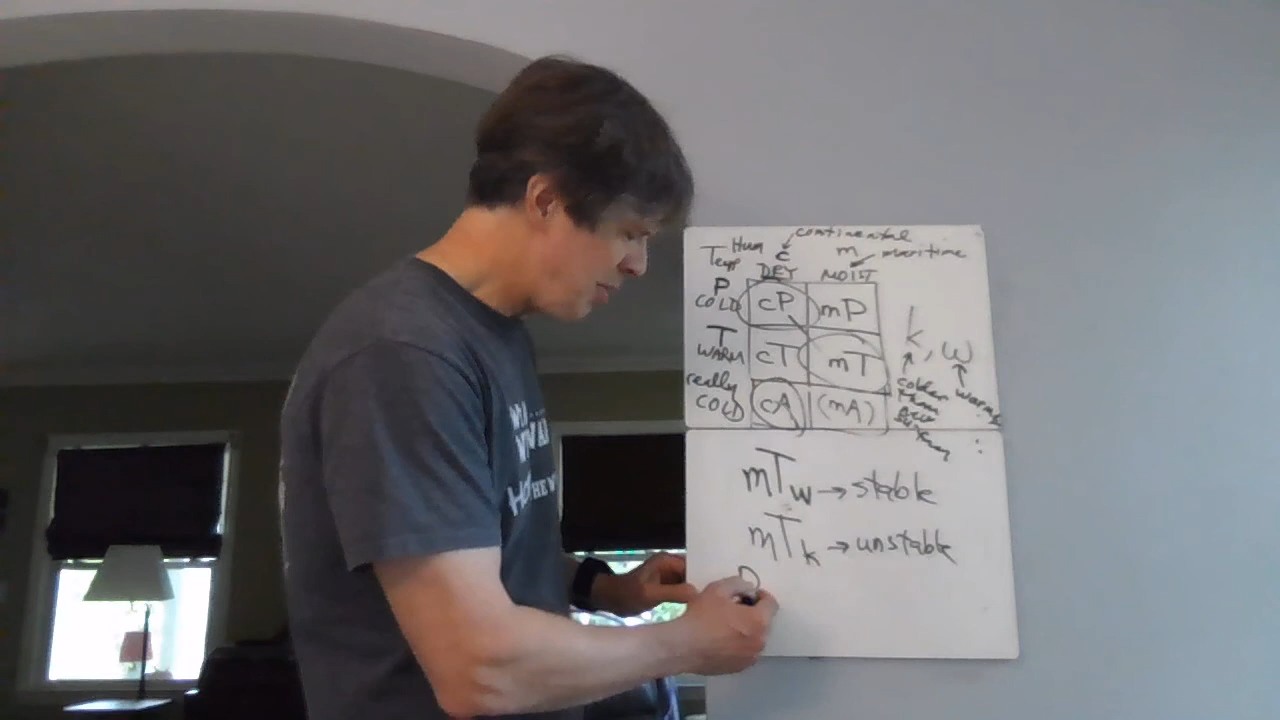 continental
Hum c m maritime
Temp DRY MOIST
P
COLD cP mP
T
WARM cT mT k, w
really
COLD cA (mA)
colder
than
warmer
mTw → stable
mTk → unstable